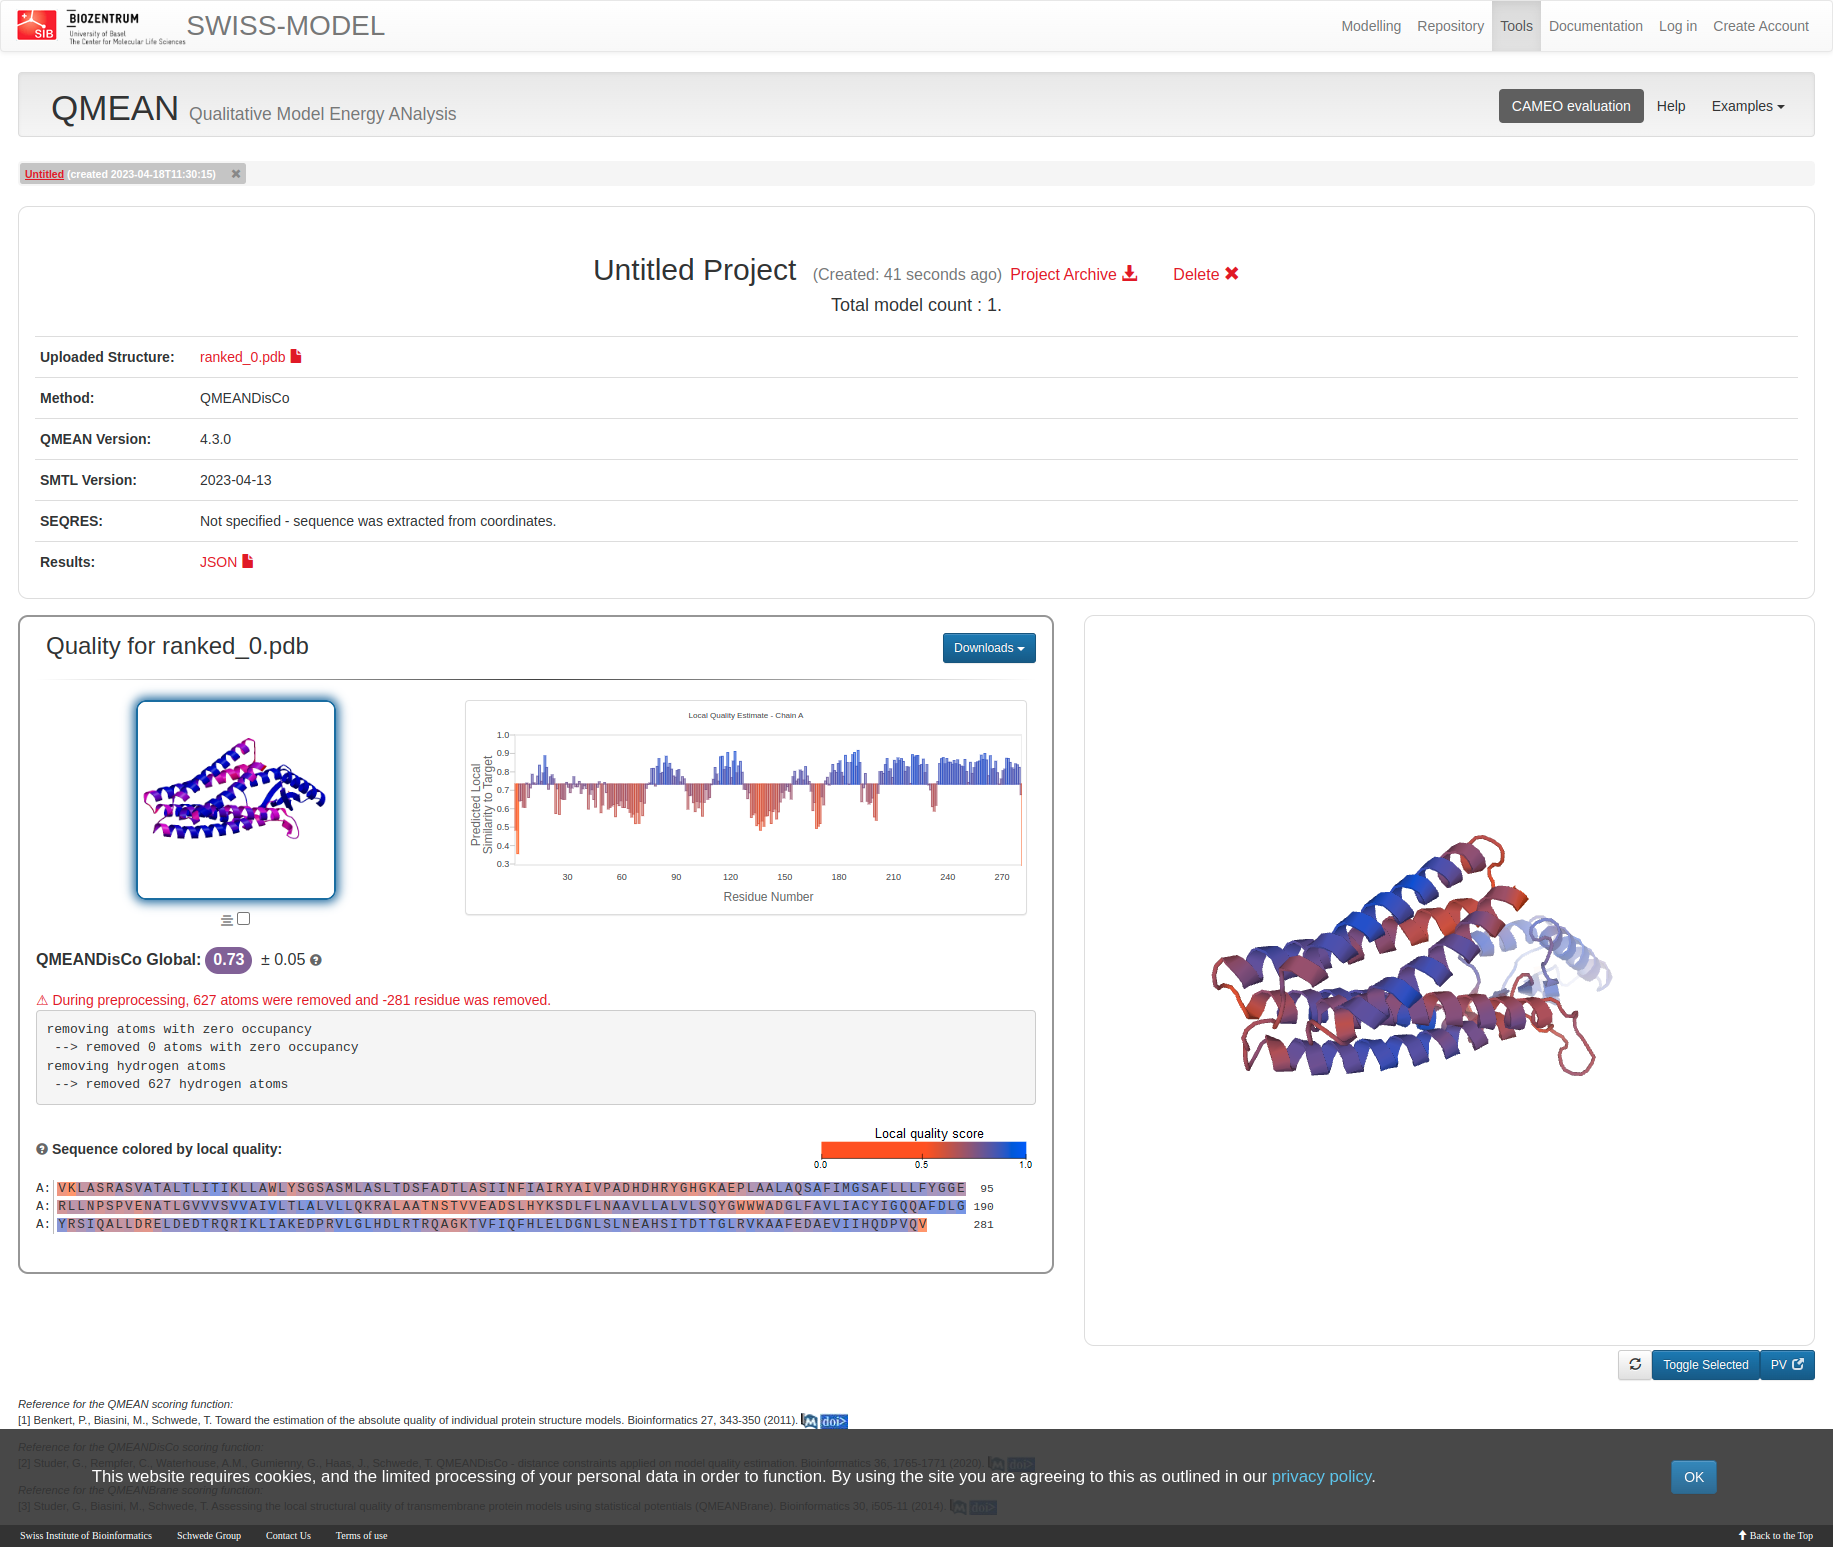 SIB
BIOZENTRUM
University of Basel
The Center for Molecular Life Sciences
SWISS-MODEL
Modelling Repository Tools Documentation Log in Create Account
QMEAN Qualitative Model Energy ANalysis
CAMEO evaluation Help Examples
Untitled (created 2023-04-18T11:30:15)
Untitled Project (Created: 41 seconds ago) Project Archive Delete
Total model count : 1.
Uploaded Structure: ranked_0.pdb
Method: QMEANDisCo
QMEAN Version: 4.3.0
SMTL Version: 2023-04-13
SEQRES: Not specified - sequence was extracted from coordinates.
Results: JSON
Quality for ranked_0.pdb
Downloads
Local Quality Estimate - Chain A
Predicted Local
Similarity to Target
1.0
0.9
0.8
0.7
0.6
0.5
0.4
0.3
30 60 90 120 150 180 210 240 270
Residue Number
QMEANDisCo Global: 0.73 ± 0.05
⚠ During preprocessing, 627 atoms were removed and -281 residue was removed.
removing atoms with zero occupancy
--> removed 0 atoms with zero occupancy
removing hydrogen atoms
--> removed 627 hydrogen atoms
Sequence colored by local quality:
Local quality score
0.0 0.5 1.0
A: VKLASRASVATALTLITIKLLAWLYSGSASMLASLTDSFADTLASIINFIAIRYAIVPADHDHRYGHGKAEPLAALAQSAFIMGSAFLLLFYGGE 95
A: RLLNPSPVENATLGVVVSVVAIVLTLALVLLQKRALAATNSTVVEADSLHYKSDLFLNAAVLLALVLSQYGWWWADGLFAVLIACYIGQQAFDLG 190
A: YRSIQALLDRELDEDTRQRIKLIAKEDPRVLGLHDLRTRQAGKTVFIQFHLELDGNLSLNEAHSITDTTGLRVKAAFEDAEVIIHQDPVQV 281
Toggle Selected PV
Reference for the QMEAN scoring function:
[1] Benkert, P., Biasini, M., Schwede, T. Toward the estimation of the absolute quality of individual protein structure models. Bioinformatics 27, 343-350 (2011). M doi>
Reference for the QMEANDisCo scoring function:
[2] Studer, G., Rempfer, C., Waterhouse, A.M., Gumienny, G., Haas, J., Schwede, T. QMEANDisCo - distance constraints applied on model quality estimation. Bioinformatics 36, 1765-1771 (2020). M doi>
This website requires cookies, and the limited processing of your personal data in order to function. By using the site you are agreeing to this as outlined in our privacy policy.
OK
Reference for the QMEANBrane scoring function:
[3] Studer, G., Biasini, M., Schwede, T. Assessing the local structural quality of transmembrane protein models using statistical potentials (QMEANBrane). Bioinformatics 30, i505-11 (2014). M doi>
Swiss Institute of Bioinformatics Schwede Group Contact Us Terms of use
Back to the Top